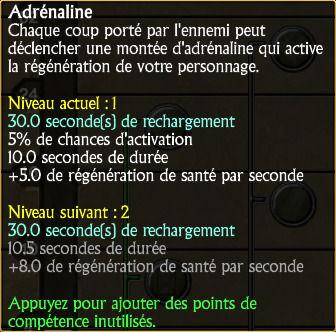 Adrénaline
Chaque coup porté par l'ennemi peut
déclencher une montée d'adrénaline qui active
la régénération de votre personnage.
Niveau actuel : 1
30.0 seconde(s) de rechargement
5% de chances d'activation
10.0 secondes de durée
+5.0 de régénération de santé par seconde
Niveau suivant : 2
30.0 seconde(s) de rechargement
10.5 secondes de durée
+8.0 de régénération de santé par seconde
Appuyez pour ajouter des points de
compétence inutilisés.